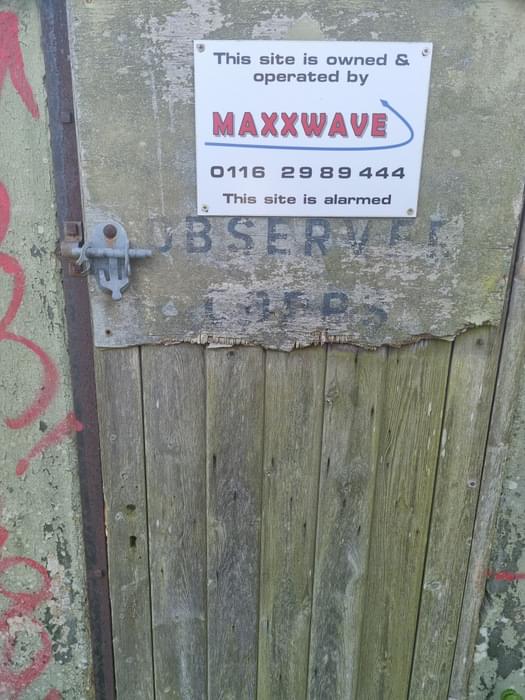 This site is owned &
operated by
MAXXWAVE
0116 29 89 444
This site is alarmed